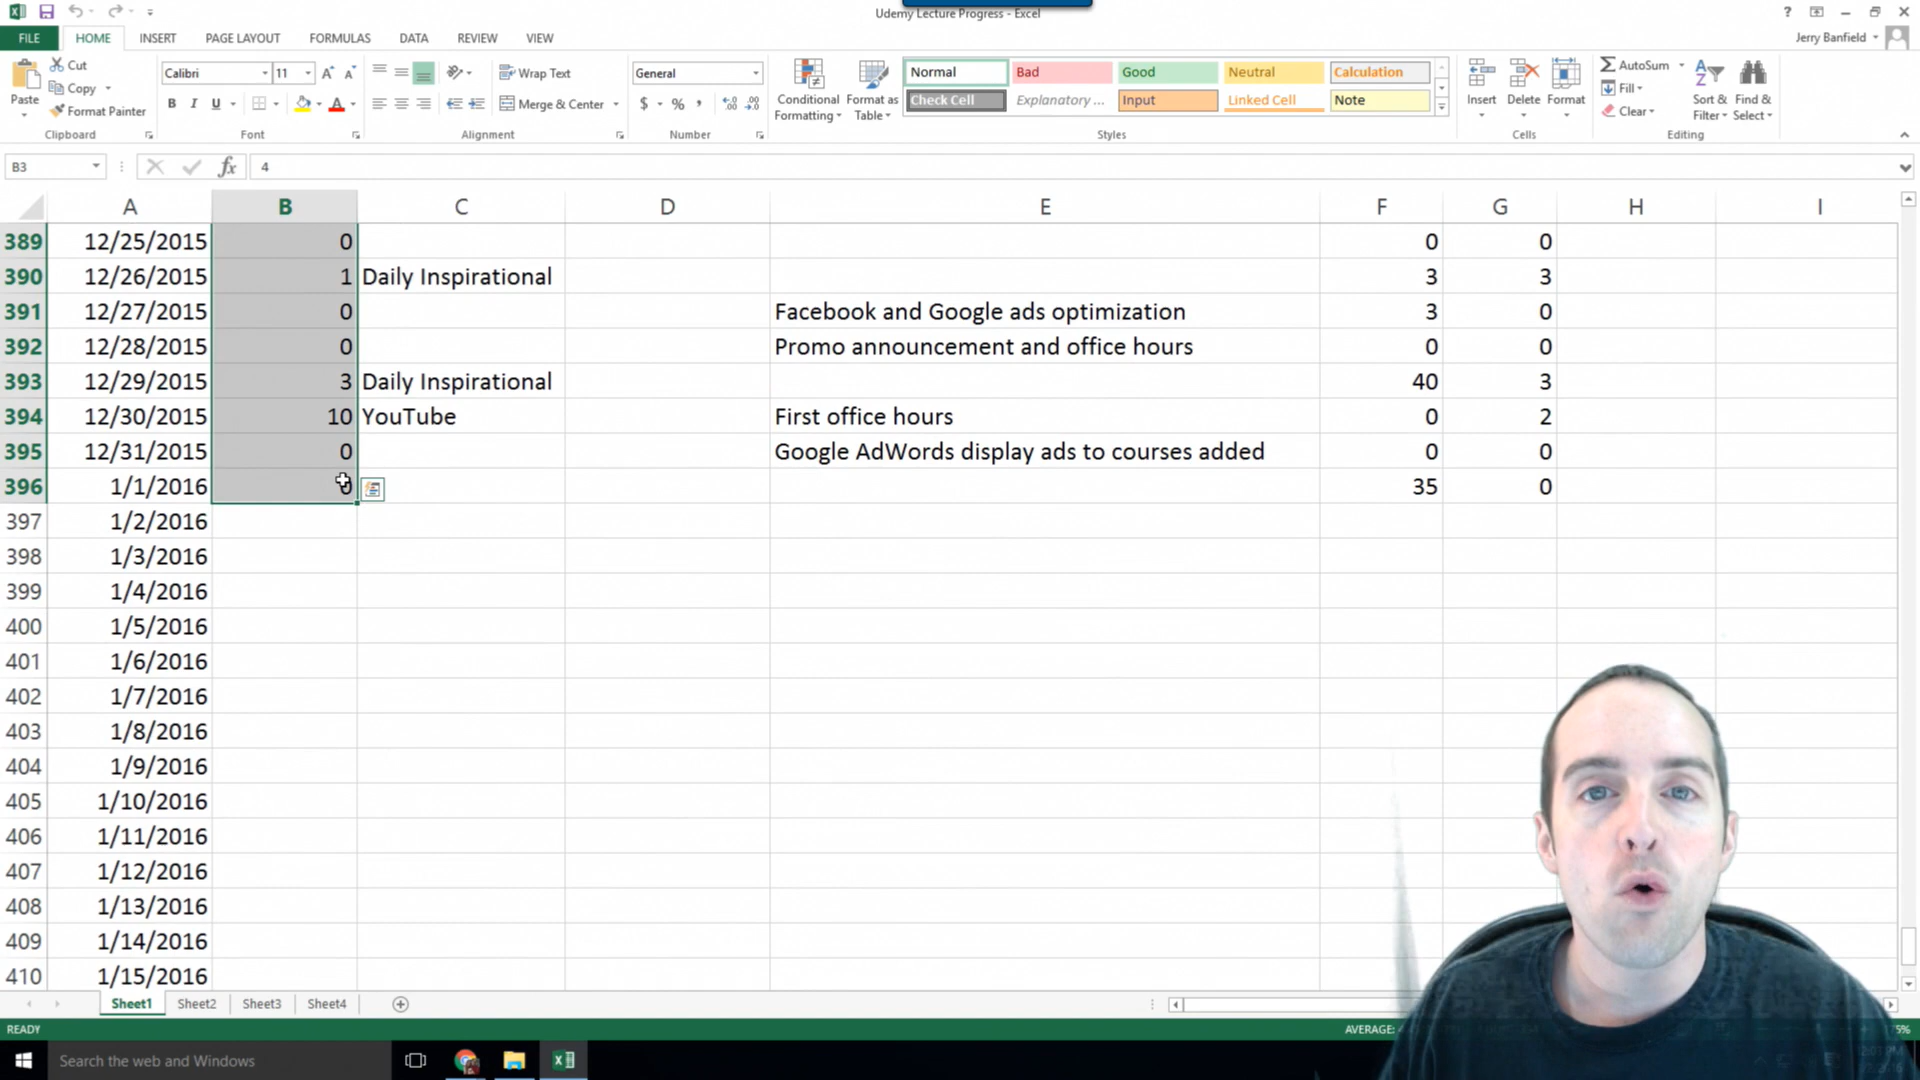 Udemy Lecture Progress - Excel
FILE HOME INSERT PAGE LAYOUT FORMULAS DATA REVIEW VIEW
Jerry Banfield
Paste
Cut
Copy
Format Painter
Clipboard
Calibri 11
B I U
Font
Wrap Text
Merge & Center
Alignment
General
$ % ,
Number
Conditional Formatting
Format as Table
Normal Bad Good Neutral Calculation
Check Cell Explanatory ... Input Linked Cell Note
Styles
Insert Delete Format
Cells
AutoSum
Fill
Clear
Sort & Filter
Find & Select
Editing
B3 fx 4
A B C D E F G H I
389 12/25/2015 0 0 0
390 12/26/2015 1 Daily Inspirational 3 3
391 12/27/2015 0 Facebook and Google ads optimization 3 0
392 12/28/2015 0 Promo announcement and office hours 0 0
393 12/29/2015 3 Daily Inspirational 40 3
394 12/30/2015 10 YouTube First office hours 0 2
395 12/31/2015 0 Google AdWords display ads to courses added 0 0
396 1/1/2016 0 35 0
397 1/2/2016
398 1/3/2016
399 1/4/2016
400 1/5/2016
401 1/6/2016
402 1/7/2016
403 1/8/2016
404 1/9/2016
405 1/10/2016
406 1/11/2016
407 1/12/2016
408 1/13/2016
409 1/14/2016
410 1/15/2016
Sheet1 Sheet2 Sheet3 Sheet4
READY AVERAGE:
Search the web and Windows